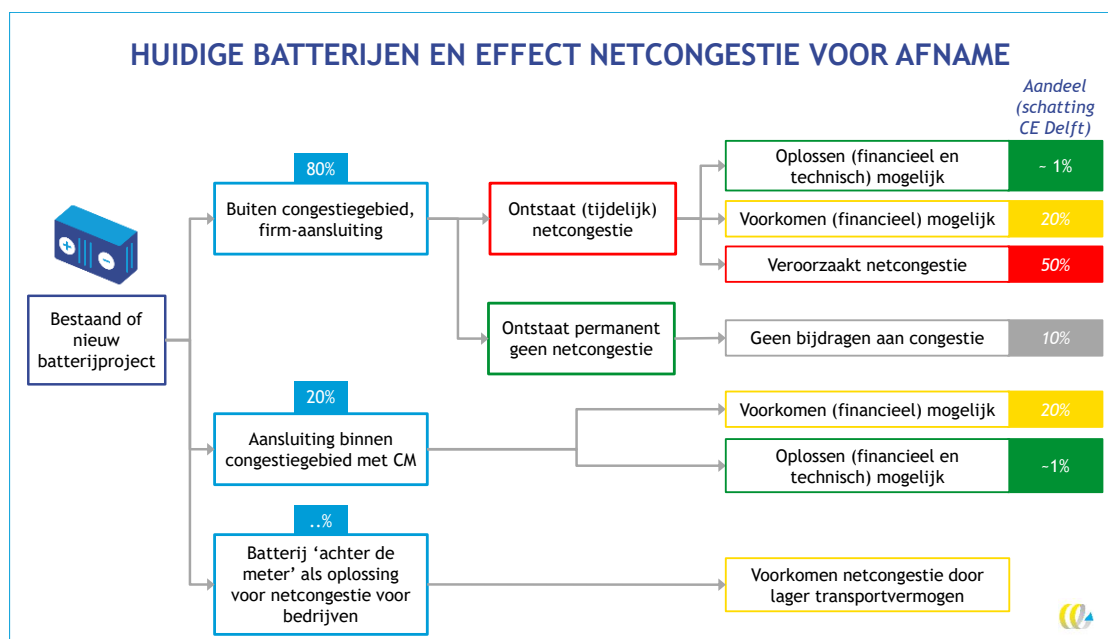 HUIDIGE BATTERIJEN EN EFFECT NETCONGESTIE VOOR AFNAME
Aandeel
(schatting
CE Delft)
80%
Buiten congestiegebied,
firm-aansluiting
Ontstaat (tijdelijk)
netcongestie
Oplossen (financieel en
technisch) mogelijk
~ 1%
Voorkomen (financieel) mogelijk
20%
Veroorzaakt netcongestie
50%
Bestaand of
nieuw
batterijproject
Ontstaat permanent
geen netcongestie
Geen bijdragen aan congestie
10%
20%
Aansluiting binnen
congestiegebied met CM
Voorkomen (financieel) mogelijk
20%
Oplossen (financieel en
technisch) mogelijk
~1%
..%
Batterij ‘achter de
meter’ als oplossing
voor netcongestie voor
bedrijven
Voorkomen netcongestie door
lager transportvermogen